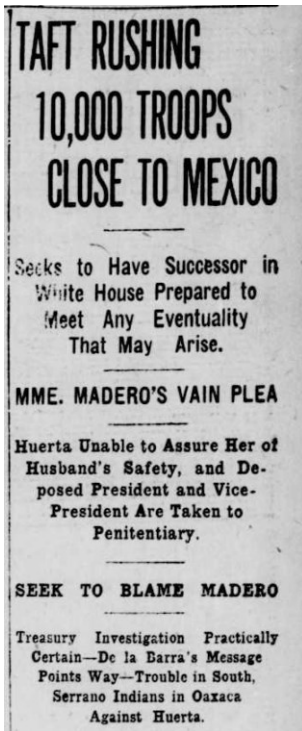 TAFT RUSHING
10,000 TROOPS
CLOSE TO MEXICO
Seeks to Have Successor in
White House Prepared to
Meet Any Eventuality
That May Arise.
MME. MADERO'S VAIN PLEA
Huerta Unable to Assure Her of
Husband's Safety, and De-
posed President and Vice-
President Are Taken to
Penitentiary.
SEEK TO BLAME MADERO
Treasury Investigation Practically
Certain—De la Barra's Message
Points Way—Trouble in South,
Serrano Indians in Oaxaca
Against Huerta.